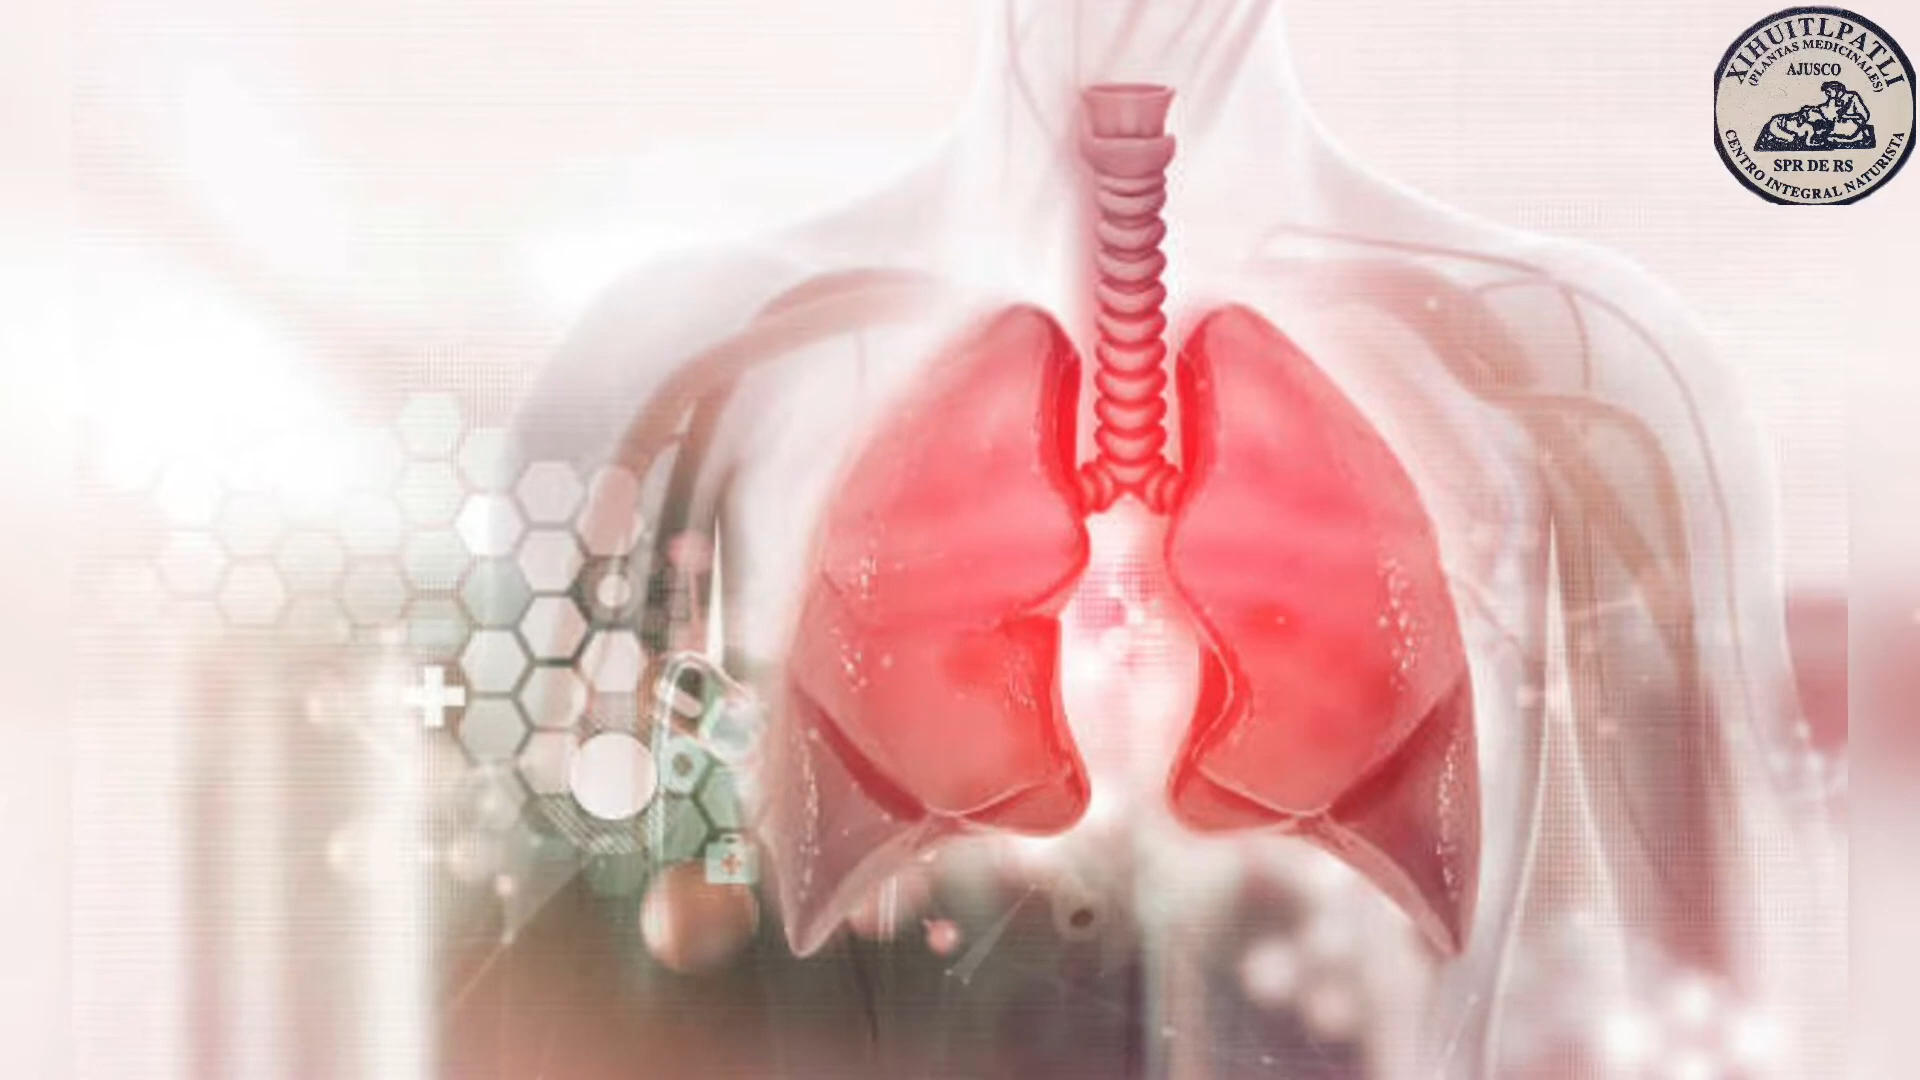 XIHUITLPATLI
(PLANTAS MEDICINALES)
AJUSCO
SPR DE RS
CENTRO INTEGRAL NATURISTA